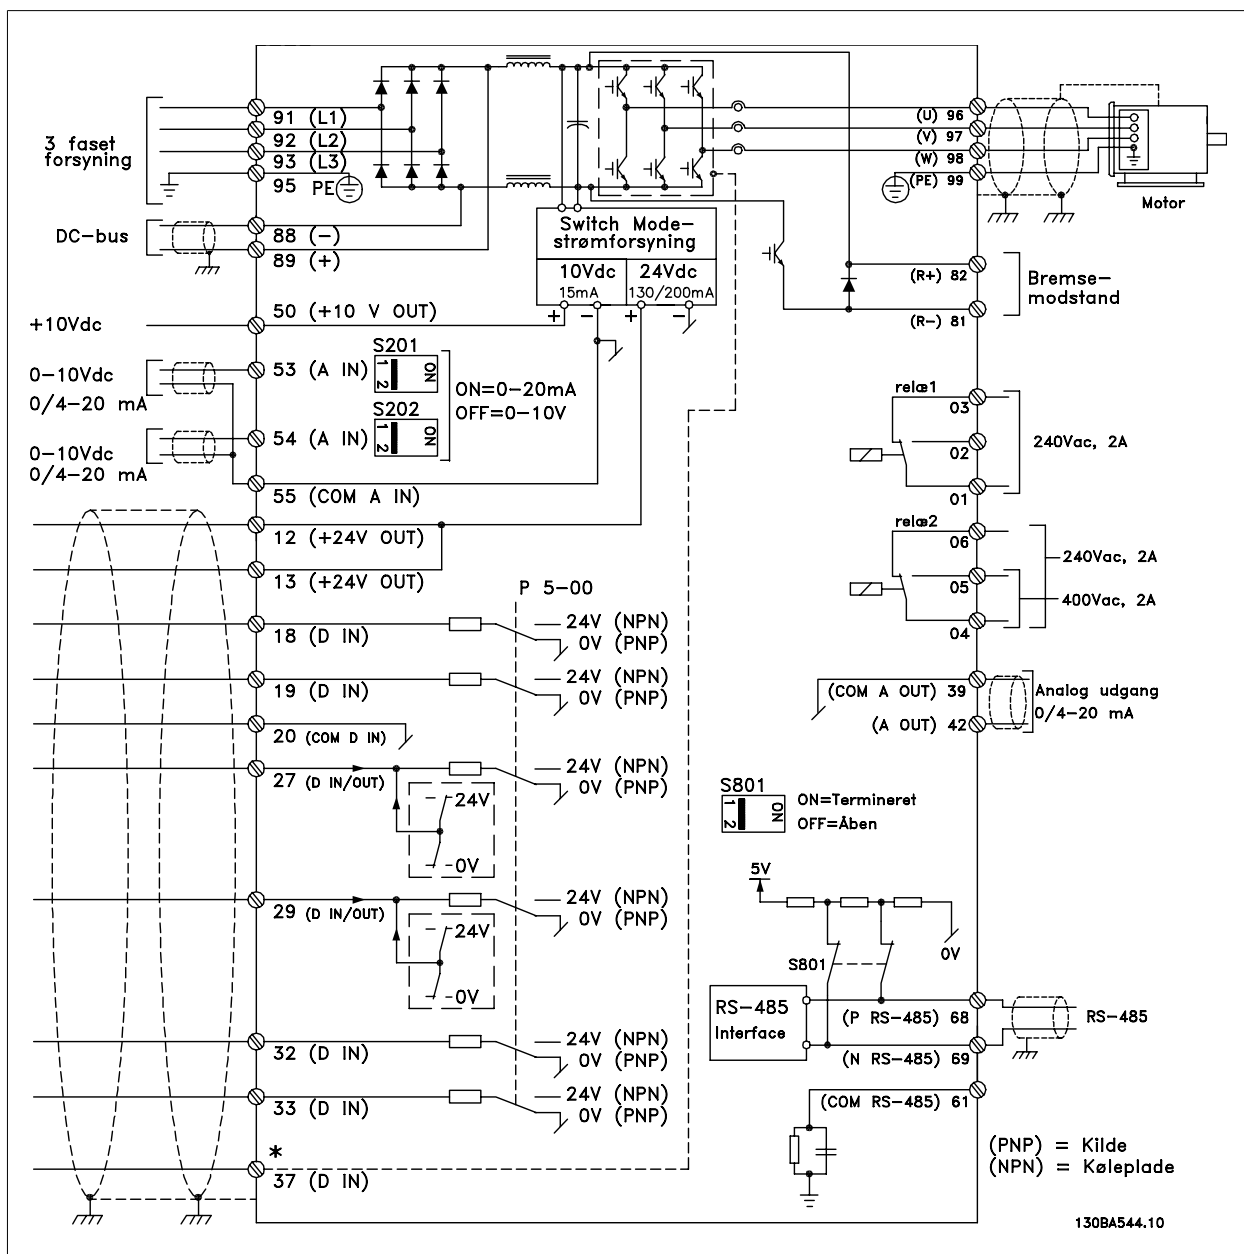 3 faset
forsyning
91 (L1)
92 (L2)
93 (L3)
95 PE
DC-bus
88 (-)
89 (+)
+10Vdc
50 (+10 V OUT)
0-10Vdc
0/4-20 mA
53 (A IN)
S201
1 2 ON
ON=0-20mA
OFF=0-10V
S202
1 2 ON
0-10Vdc
0/4-20 mA
54 (A IN)
55 (COM A IN)
12 (+24V OUT)
13 (+24V OUT)
P 5-00
18 (D IN)
24V (NPN)
0V (PNP)
19 (D IN)
24V (NPN)
0V (PNP)
20 (COM D IN)
27 (D IN/OUT)
24V (NPN)
0V (PNP)
24V
0V
29 (D IN/OUT)
24V (NPN)
0V (PNP)
24V
0V
32 (D IN)
24V (NPN)
0V (PNP)
33 (D IN)
24V (NPN)
0V (PNP)
*
37 (D IN)
Switch Mode-
strømforsyning
10Vdc
15mA
24Vdc
130/200mA
+ - + -
(U) 96
(V) 97
(W) 98
(PE) 99
Motor
(R+) 82
(R-) 81
Bremse-
modstand
relæ1
03
02
01
240Vac, 2A
relæ2
06
05
04
240Vac, 2A
400Vac, 2A
(COM A OUT) 39
(A OUT) 42
Analog udgang
0/4-20 mA
S801
1 2 ON
ON=Termineret
OFF=Åben
5V
0V
S801
RS-485
Interface
(P RS-485) 68
(N RS-485) 69
RS-485
(COM RS-485) 61
(PNP) = Kilde
(NPN) = Køleplade
130BA544.10